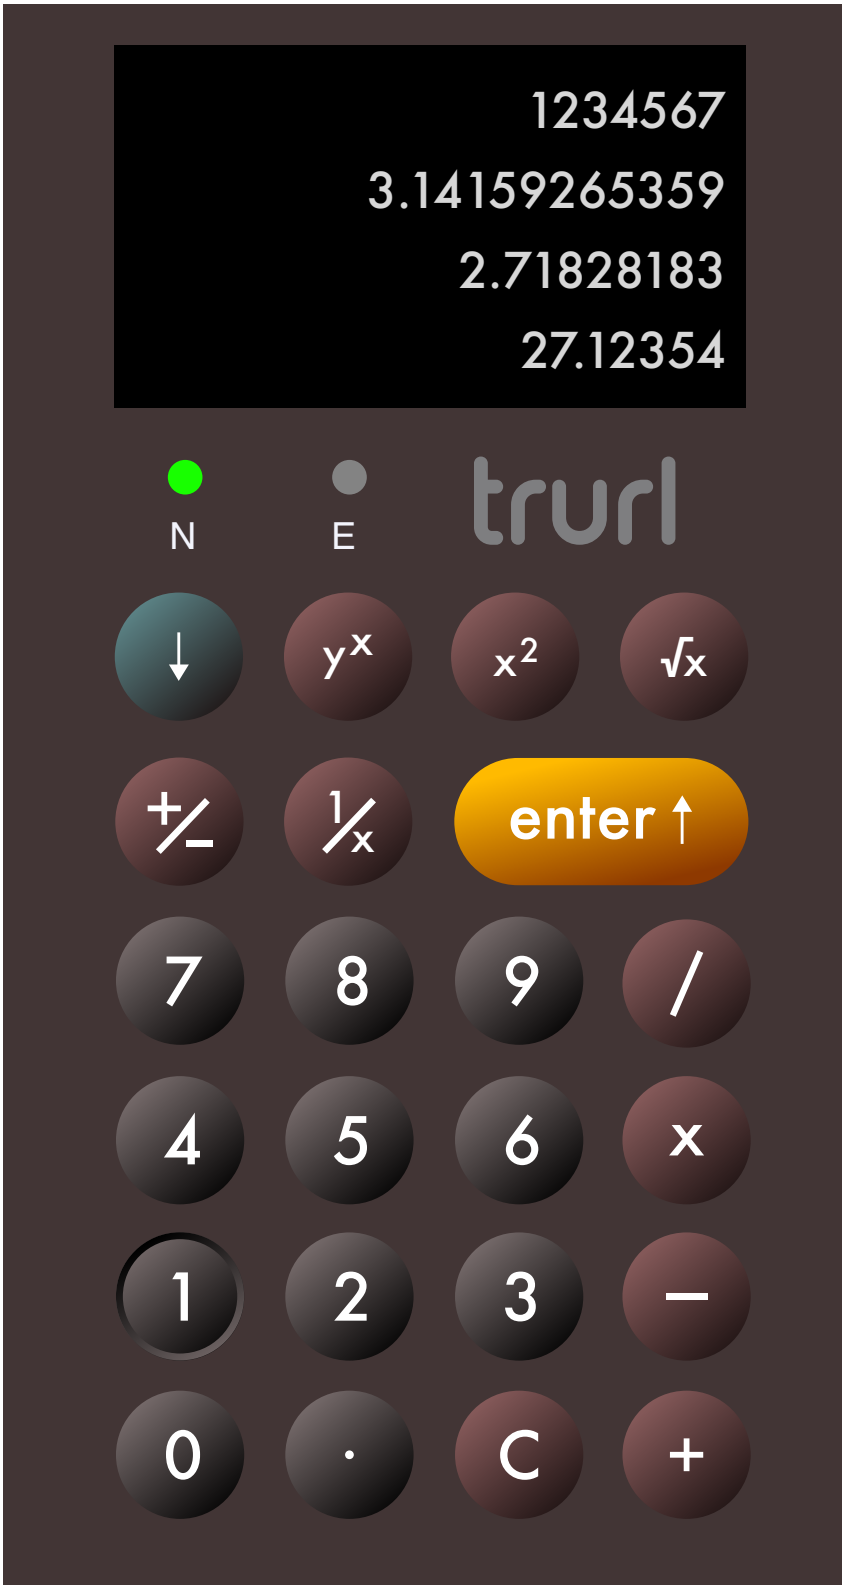 1234567
3.14159265359
2.71828183
27.12354
N E trurl
↓ yˣ x² √x
+/− 1/x enter ↑
7 8 9 /
4 5 6 x
1 2 3 −
0 · C +